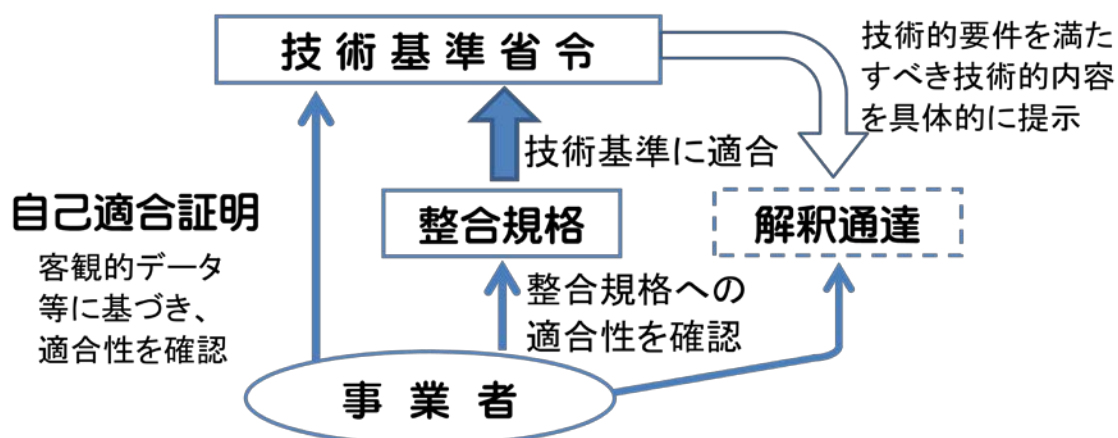 技術基準省令
技術的要件を満た
すべき技術的内容
を具体的に提示
技術基準に適合
自己適合証明
客観的データ
等に基づき、
適合性を確認
整合規格
解釈通達
整合規格への
適合性を確認
事業者